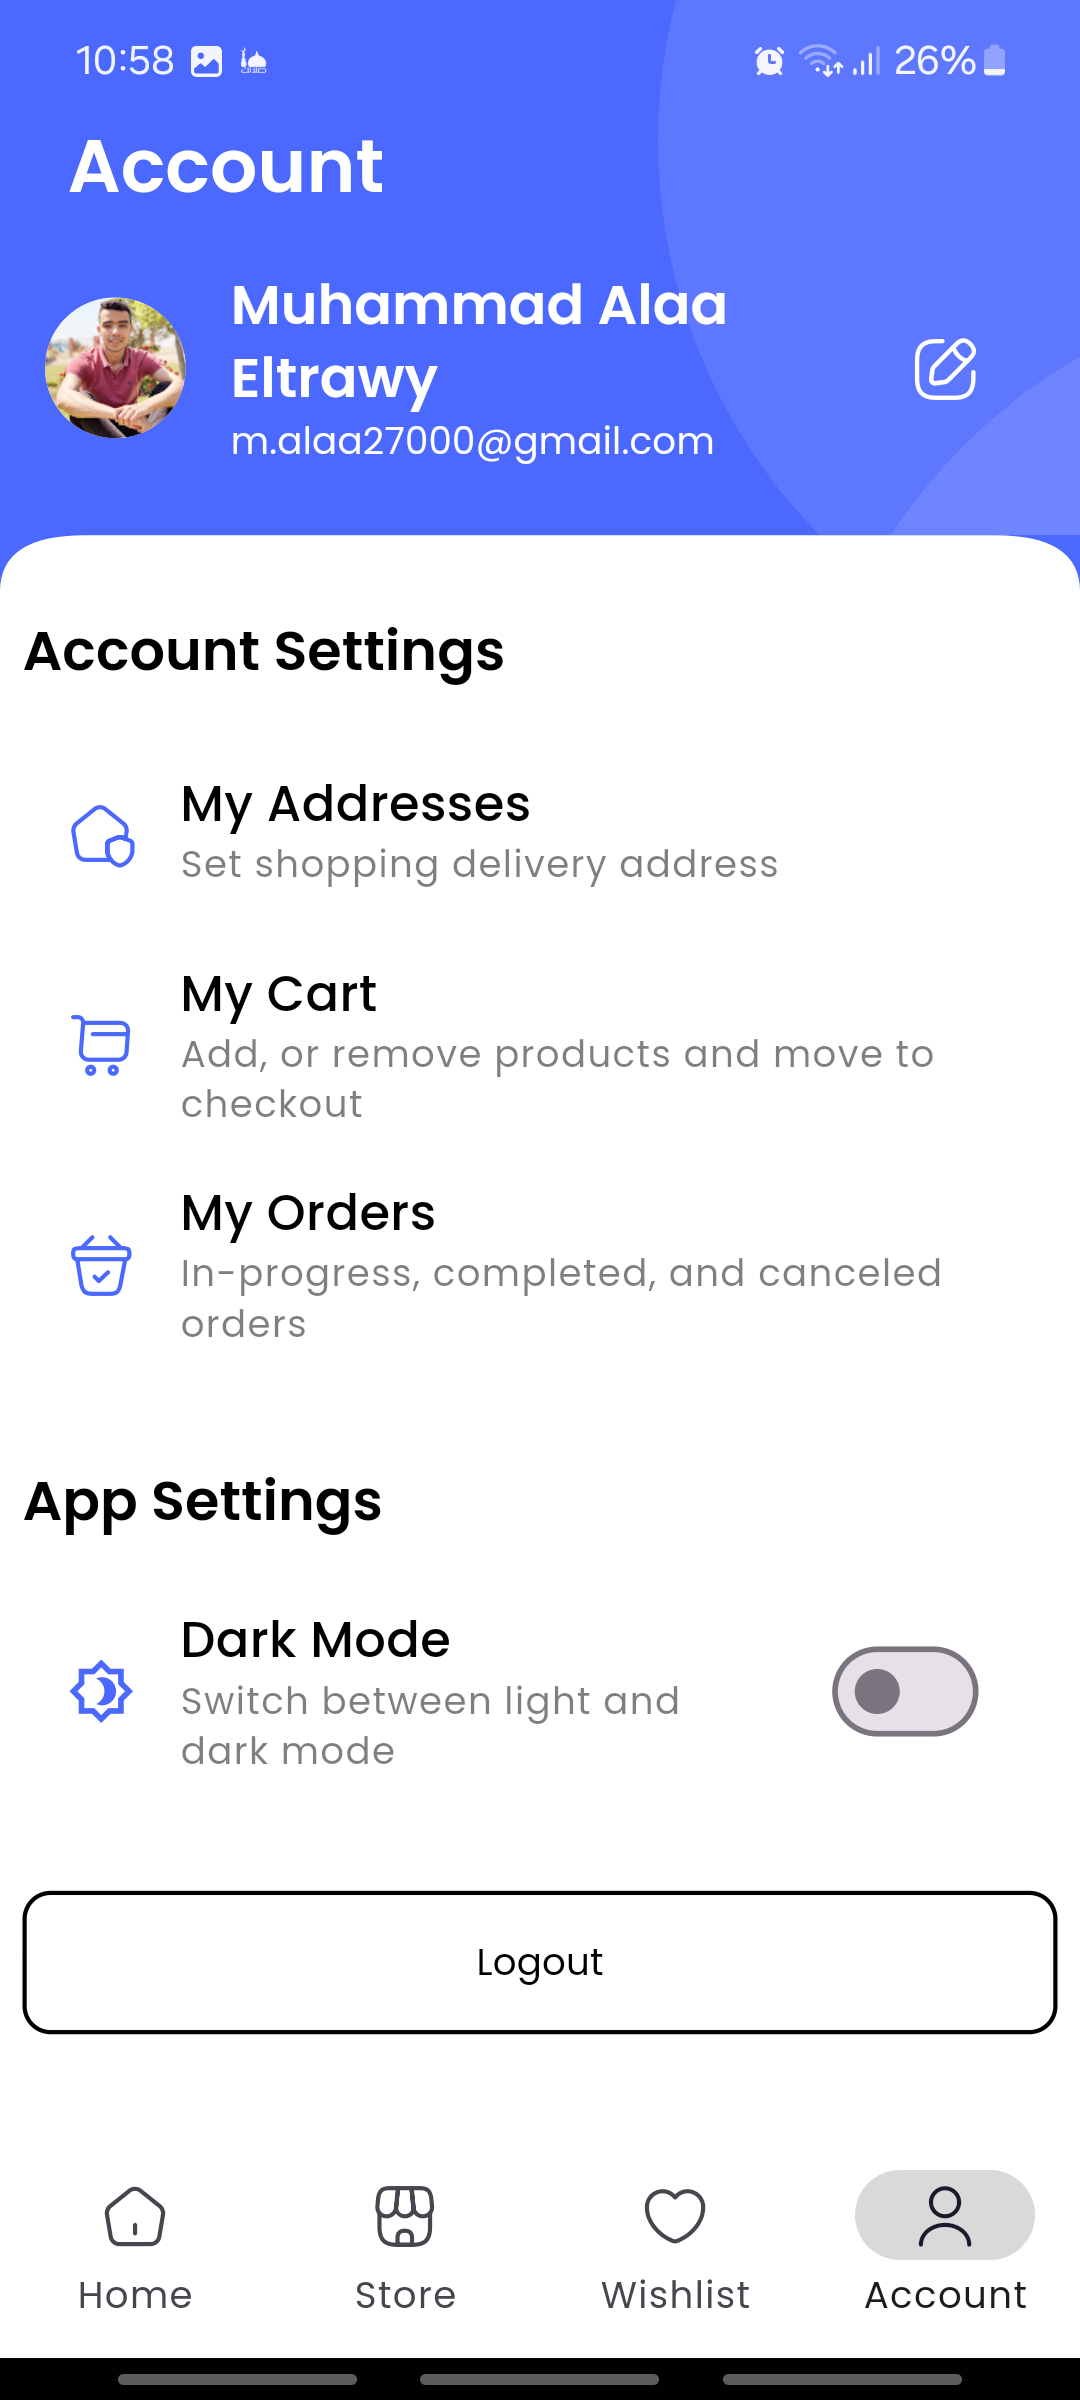 10:58
26%
Account
Muhammad Alaa
Eltrawy
m.alaa27000@gmail.com
Account Settings
My Addresses
Set shopping delivery address
My Cart
Add, or remove products and move to
checkout
My Orders
In-progress, completed, and canceled
orders
App Settings
Dark Mode
Switch between light and
dark mode
Logout
Home
Store
Wishlist
Account